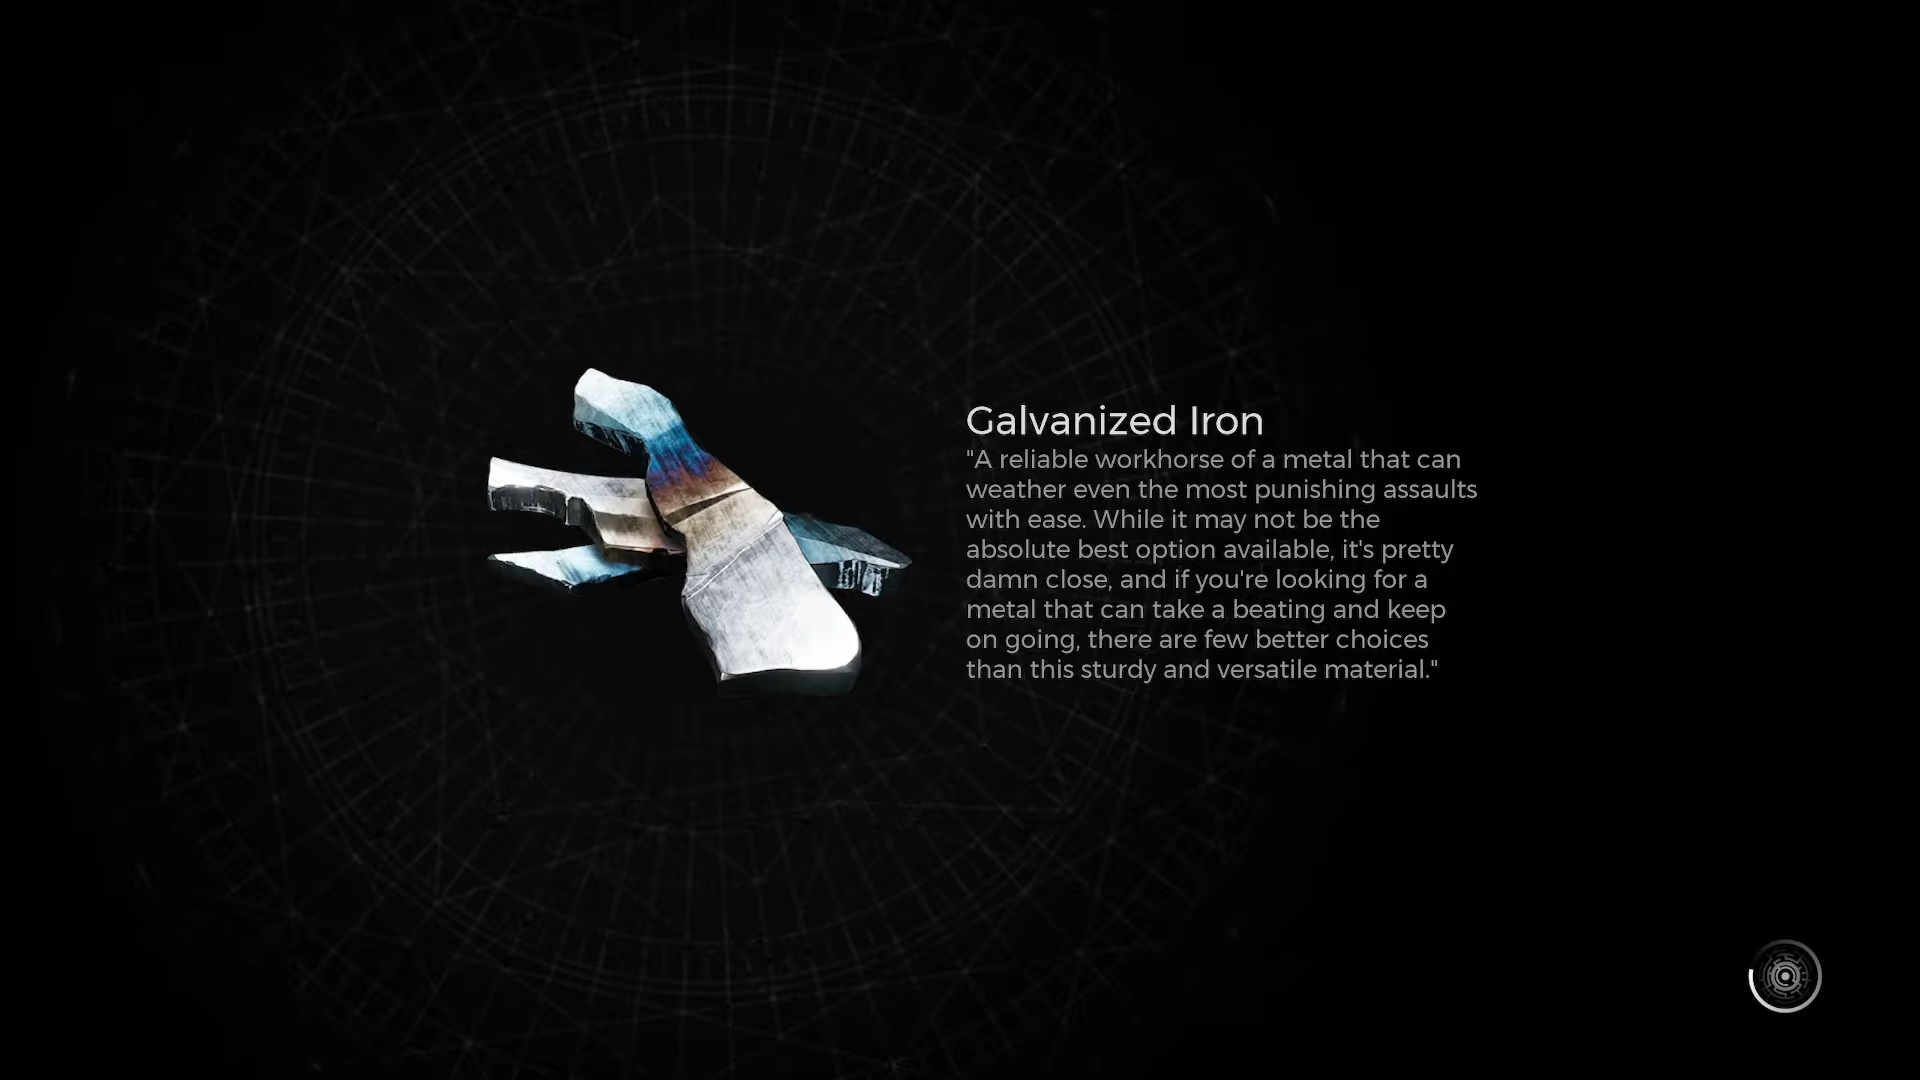 Galvanized Iron
"A reliable workhorse of a metal that can
weather even the most punishing assaults
with ease. While it may not be the
absolute best option available, it's pretty
damn close, and if you're looking for a
metal that can take a beating and keep
on going, there are few better choices
than this sturdy and versatile material."